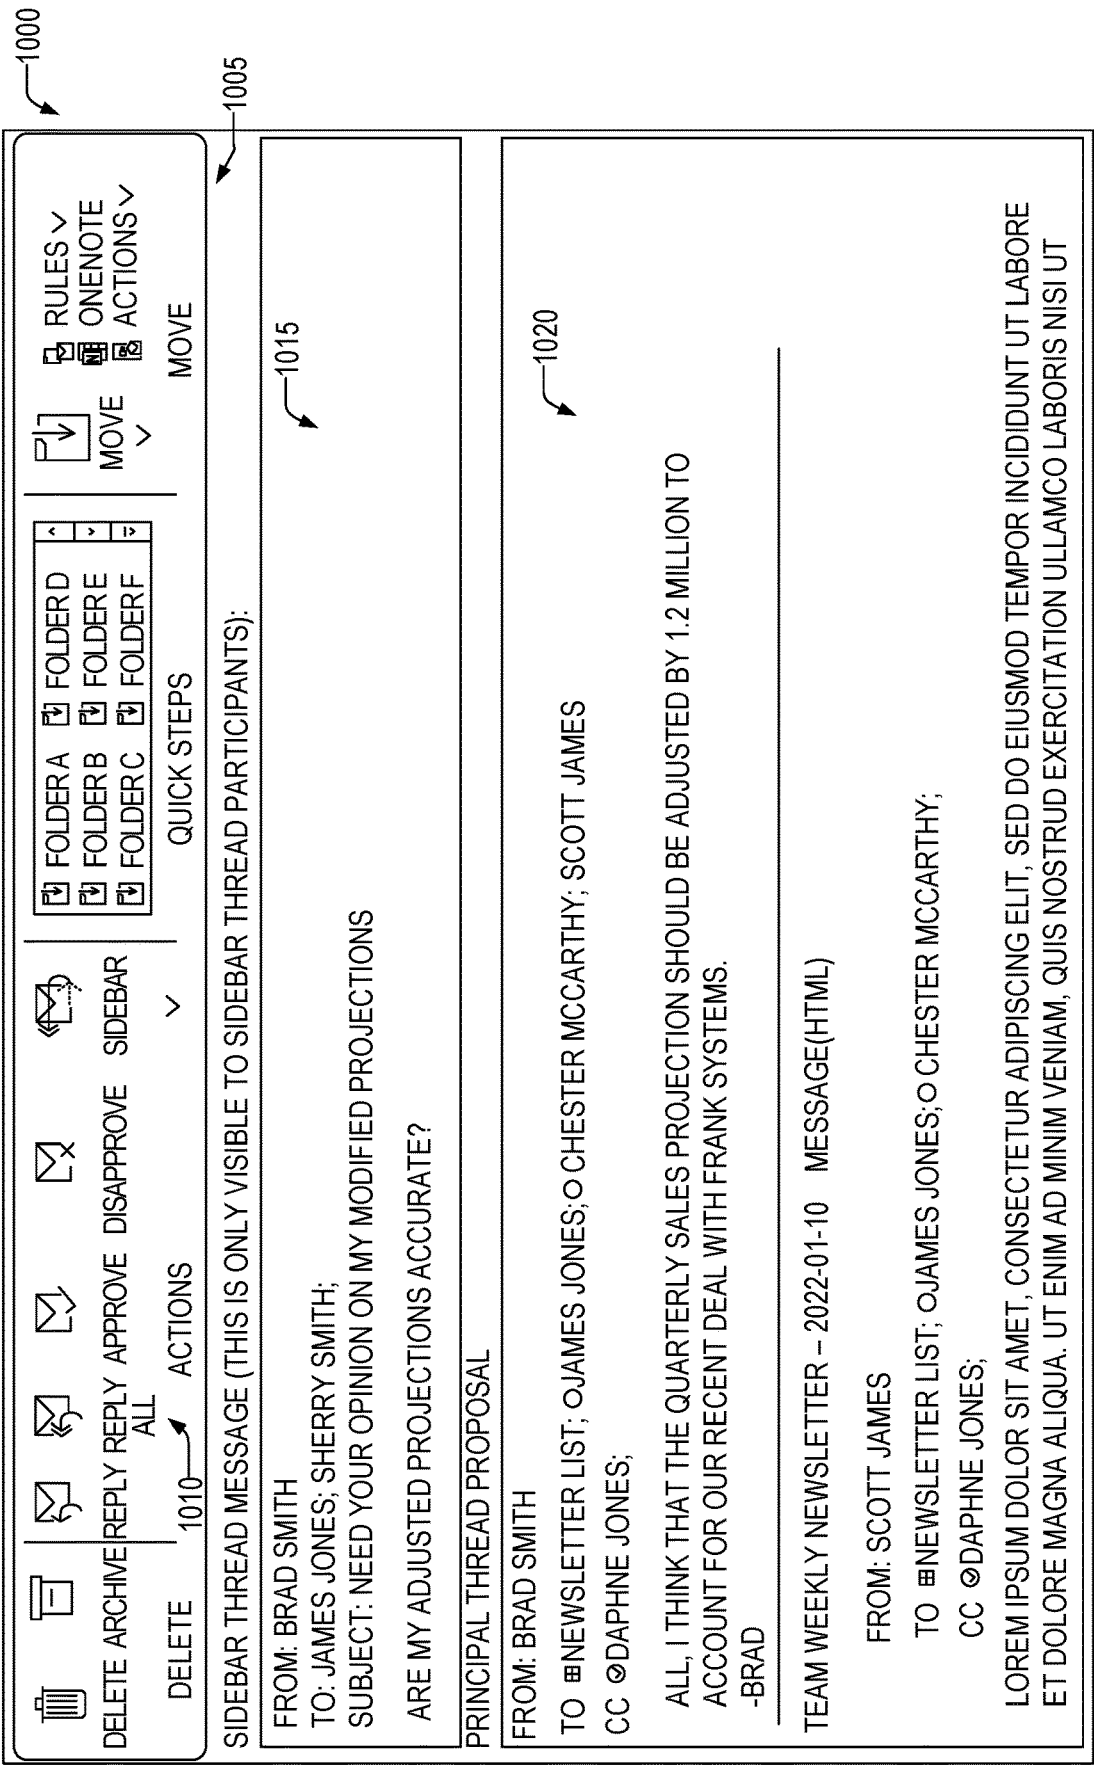 1000
DELETE ARCHIVE REPLY REPLY ALL APPROVE DISAPPROVE SIDEBAR
DELETE
1010
ACTIONS
FOLDER A FOLDER D
FOLDER B FOLDER E
FOLDER C FOLDER F
QUICK STEPS
MOVE
RULES
ONENOTE
ACTIONS
MOVE
1005
SIDEBAR THREAD MESSAGE (THIS IS ONLY VISIBLE TO SIDEBAR THREAD PARTICIPANTS):
1015
FROM: BRAD SMITH
TO: JAMES JONES; SHERRY SMITH;
SUBJECT: NEED YOUR OPINION ON MY MODIFIED PROJECTIONS
ARE MY ADJUSTED PROJECTIONS ACCURATE?
PRINCIPAL THREAD PROPOSAL
1020
FROM: BRAD SMITH
TO ⊞NEWSLETTER LIST; OJAMES JONES;O CHESTER MCCARTHY; SCOTT JAMES
CC ⊘DAPHNE JONES;
ALL, I THINK THAT THE QUARTERLY SALES PROJECTION SHOULD BE ADJUSTED BY 1.2 MILLION TO
ACCOUNT FOR OUR RECENT DEAL WITH FRANK SYSTEMS.
-BRAD
TEAM WEEKLY NEWSLETTER – 2022-01-10 MESSAGE(HTML)
FROM: SCOTT JAMES
TO ⊞NEWSLETTER LIST; OJAMES JONES;O CHESTER MCCARTHY;
CC ⊘DAPHNE JONES;
LOREM IPSUM DOLOR SIT AMET, CONSECTETUR ADIPISCING ELIT, SED DO EIUSMOD TEMPOR INCIDIDUNT UT LABORE
ET DOLORE MAGNA ALIQUA. UT ENIM AD MINIM VENIAM, QUIS NOSTRUD EXERCITATION ULLAMCO LABORIS NISI UT